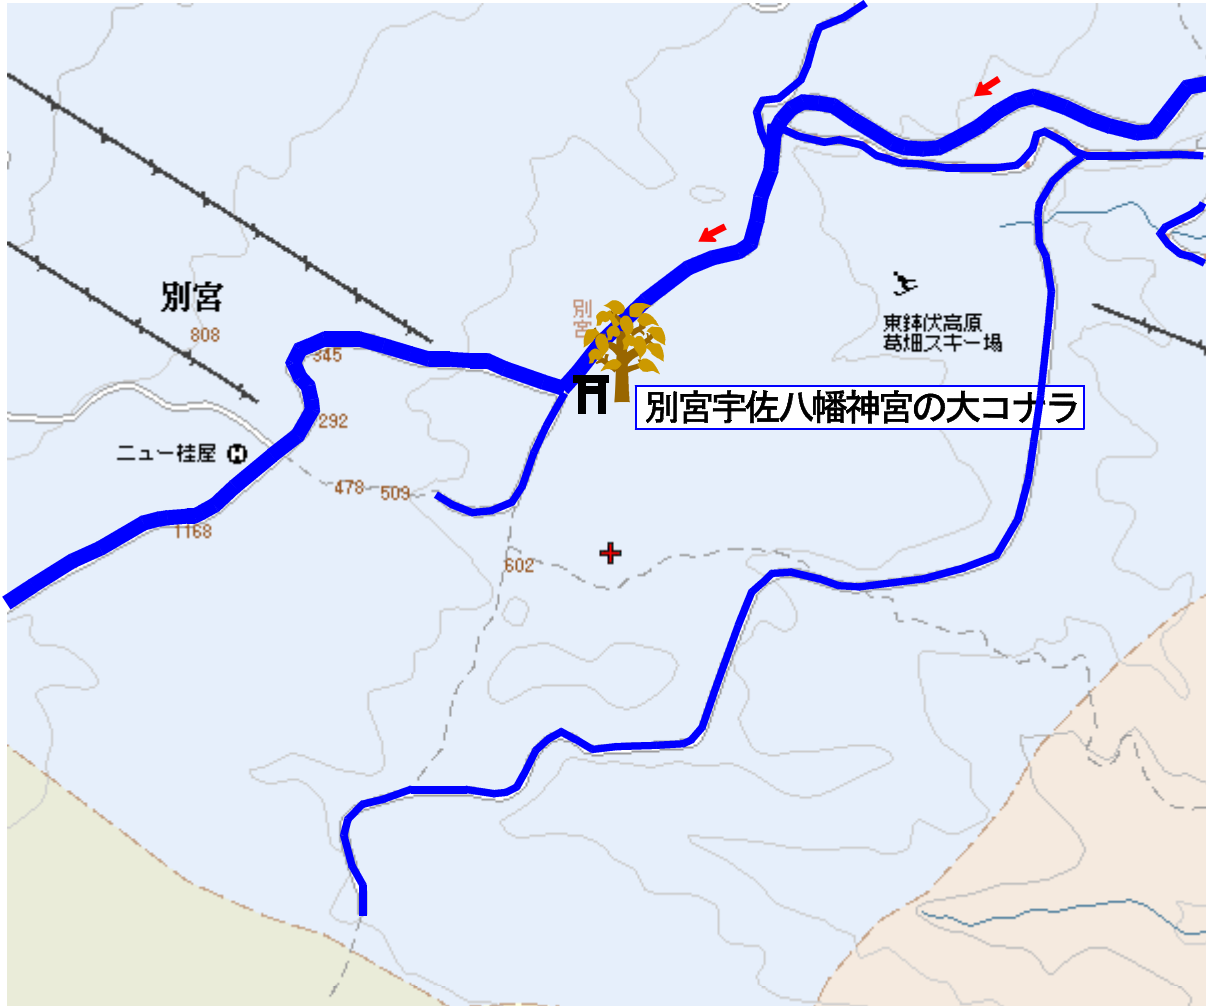 別宮
東鉢伏高原
葛畑スキー場
別宮
808
345
別宮宇佐八幡神宮の大コナラ
292
ニュー桂屋
478
509
1168
602